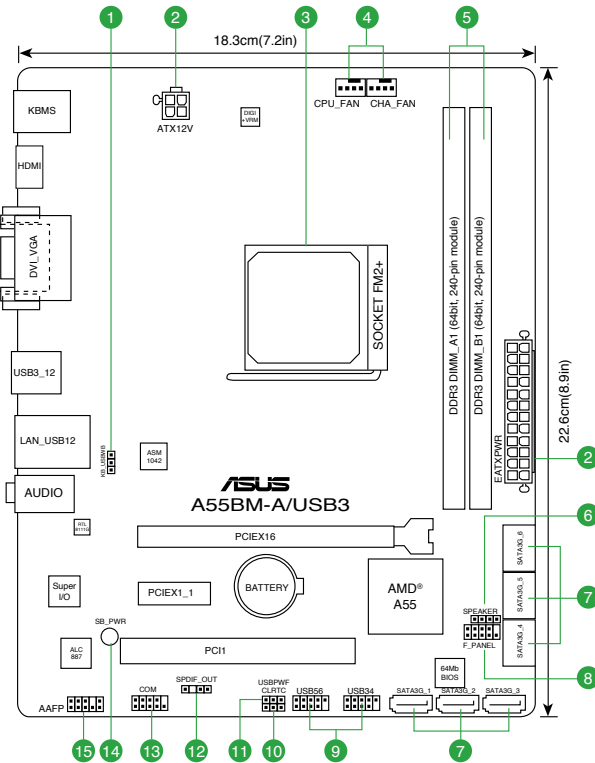 1
2
3
4
5
18.3cm(7.2in)
KBMS
ATX12V
DIGI
+VRM
CPU_FAN
CHA_FAN
HDMI
DVI_VGA
SOCKET FM2+
DDR3 DIMM_A1 (64bit, 240-pin module)
DDR3 DIMM_B1 (64bit, 240-pin module)
22.6cm(8.9in)
USB3_12
EATXPWR
LAN_USB12
ASM
1042
2
AUDIO
ASUS
A55BM-A/USB3
6
RTL
8111G
PCIEX16
SATA3G_6
Super
I/O
PCIEX1_1
BATTERY
AMD®
A55
SATA3G_5
7
SPEAKER
F_PANEL
SB_PWR
SATA3G_4
ALC
887
PCI1
64Mb
BIOS
8
AAFP
COM
SPDIF_OUT
USBPWF
CLRTC
USB56
USB34
SATA3G_1
SATA3G_2
SATA3G_3
15
14
13
12
11
10
9
7